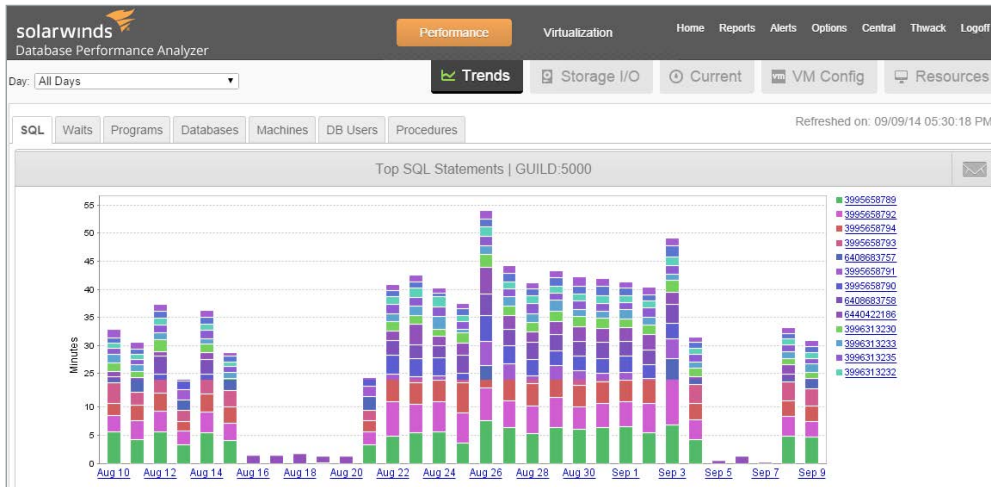 solarwinds
Database Performance Analyzer
Performance
Virtualization
Home Reports Alerts Options Central Thwack Logoff
Day: All Days
Trends
Storage I/O
Current
vm VM Config
Resources
SQL Waits Programs Databases Machines DB Users Procedures
Refreshed on: 09/09/14 05:30:18 PM
Top SQL Statements | GUILD:5000
Minutes
55
50
45
40
35
30
25
10
5
0
Aug 10 Aug 12 Aug 14 Aug 16 Aug 18 Aug 20 Aug 22 Aug 24 Aug 26 Aug 28 Aug 30 Sep 1 Sep 3 Sep 5 Sep 7 Sep 9
3995658789
3995658792
3995658794
3995658793
6408683757
3995658791
3995658790
6408683758
6440422186
3996313230
3996313233
3996313235
3996313232